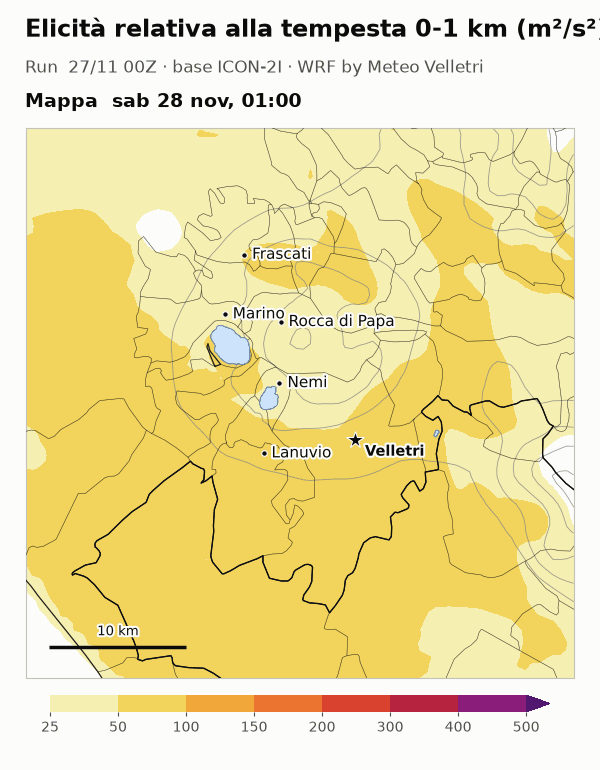 Elicità relativa alla tempesta 0-1 km (m²/s²)
Run  27/11 00Z · base ICON-2I · WRF by Meteo Velletri
Mappa  sab 28 nov, 01:00
Frascati
Marino
Rocca di Papa
Nemi
Velletri
Lanuvio
10 km
25 50 100 150 200 300 400 500